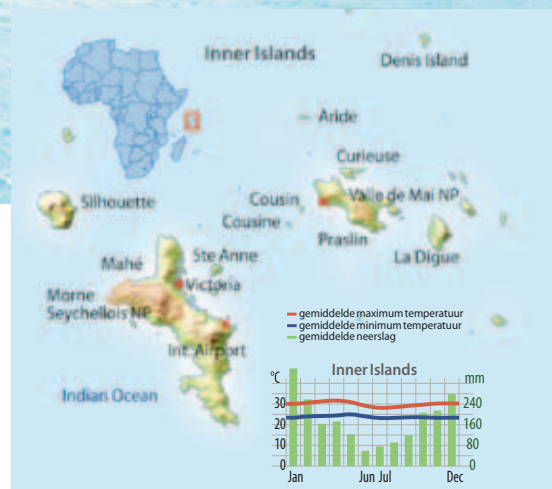 Inner Islands
Denis Island
Aride
Curieuse
Cousin
Valle de Mai NP
Silhouette
Cousine
Praslin
La Digue
Mahé
Ste Anne
Victoria
Morne
Seychellois NP
Int. Airport
Indian Ocean
gemiddelde maximum temperatuur
gemiddelde minimum temperatuur
gemiddelde neerslag
Inner Islands
°C mm
30 240
20 160
10 80
0 0
Jan Jun Jul Dec